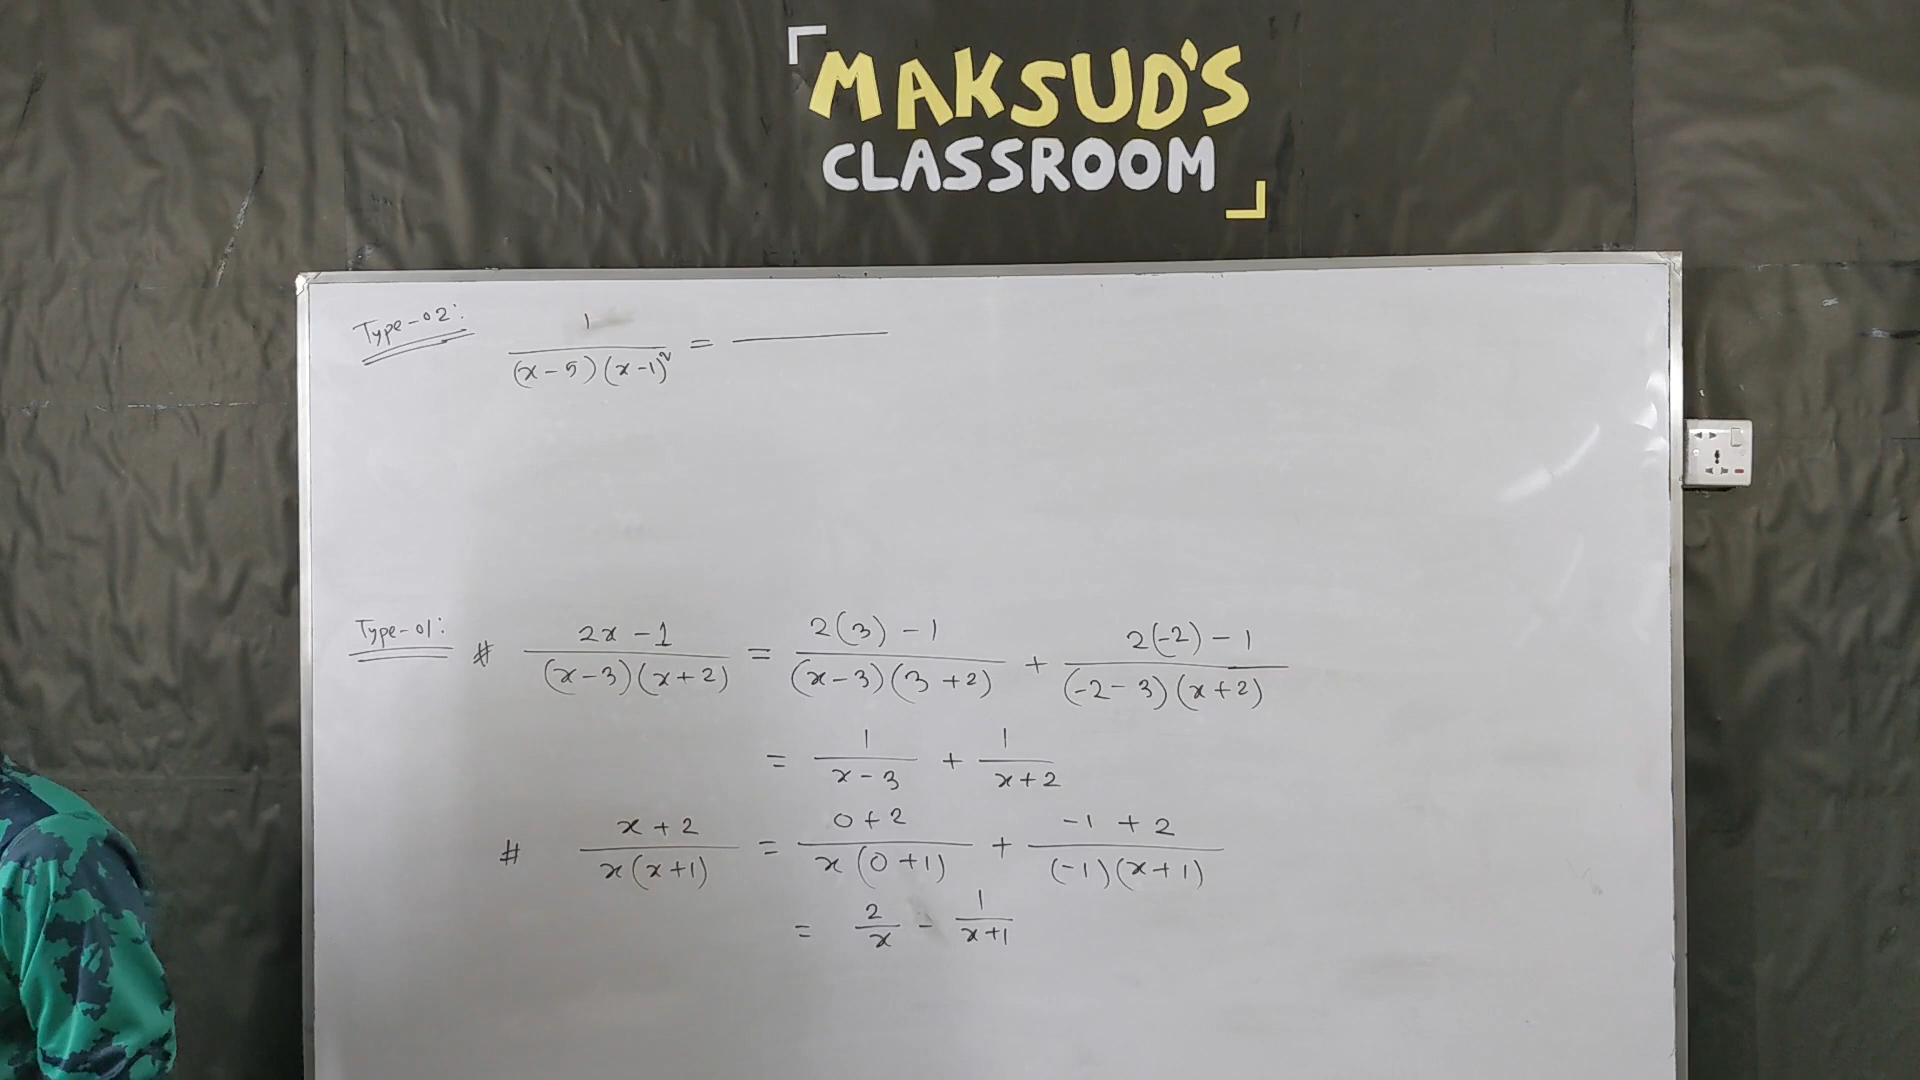 MAKSUD'S
CLASSROOM
Type-02: 1/((x-5)(x-1)²) = ———
Type-01: # (2x-1)/((x-3)(x+2)) = (2(3)-1)/((x-3)(3+2)) + (2(-2)-1)/((-2-3)(x+2))
= 1/(x-3) + 1/(x+2)
# (x+2)/(x(x+1)) = (0+2)/(x(0+1)) + (-1+2)/((-1)(x+1))
= 2/x - 1/(x+1)